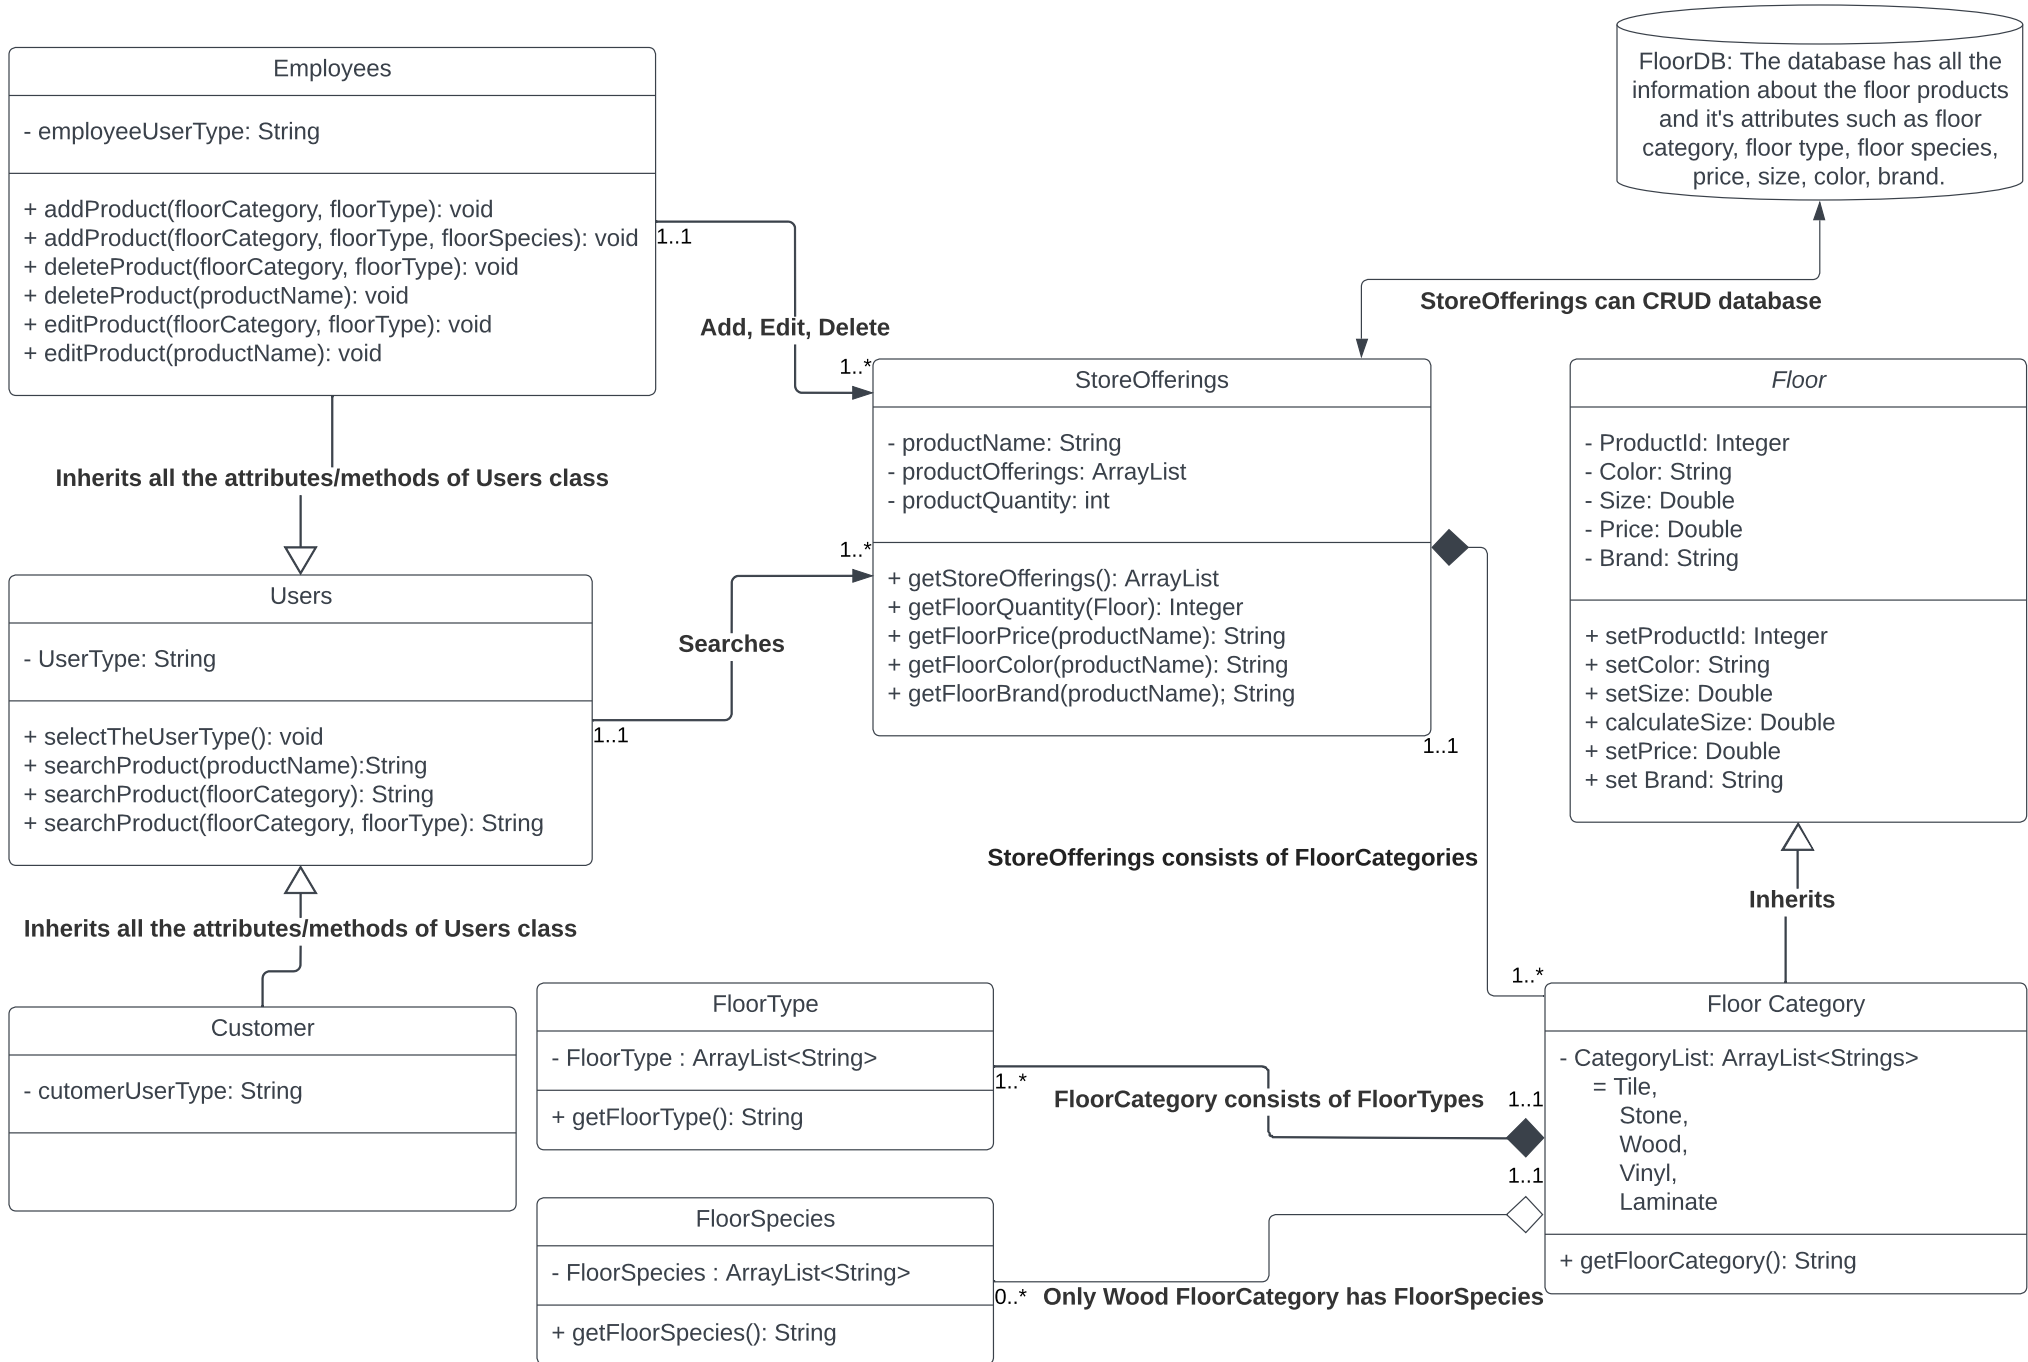 FloorDB: The database has all the
information about the floor products
and it's attributes such as floor
category, floor type, floor species,
price, size, color, brand.
Employees
- employeeUserType: String
+ addProduct(floorCategory, floorType): void
+ addProduct(floorCategory, floorType, floorSpecies): void
+ deleteProduct(floorCategory, floorType): void
+ deleteProduct(productName): void
+ editProduct(floorCategory, floorType): void
+ editProduct(productName): void
1..1
Add, Edit, Delete
1..*
StoreOfferings can CRUD database
StoreOfferings
- productName: String
- productOfferings: ArrayList
- productQuantity: int
+ getStoreOfferings(): ArrayList
+ getFloorQuantity(Floor): Integer
+ getFloorPrice(productName): String
+ getFloorColor(productName): String
+ getFloorBrand(productName); String
Floor
- ProductId: Integer
- Color: String
- Size: Double
- Price: Double
- Brand: String
+ setProductId: Integer
+ setColor: String
+ setSize: Double
+ calculateSize: Double
+ setPrice: Double
+ set Brand: String
Inherits all the attributes/methods of Users class
1..*
Users
- UserType: String
+ selectTheUserType(): void
+ searchProduct(productName):String
+ searchProduct(floorCategory): String
+ searchProduct(floorCategory, floorType): String
Searches
1..1
1..1
StoreOfferings consists of FloorCategories
Inherits
Inherits all the attributes/methods of Users class
1..*
Customer
- cutomerUserType: String
FloorType
- FloorType : ArrayList<String>
+ getFloorType(): String
1..*
FloorCategory consists of FloorTypes
1..1
Floor Category
- CategoryList: ArrayList<Strings>
= Tile,
Stone,
Wood,
Vinyl,
Laminate
+ getFloorCategory(): String
1..1
FloorSpecies
- FloorSpecies : ArrayList<String>
+ getFloorSpecies(): String
0..*
Only Wood FloorCategory has FloorSpecies